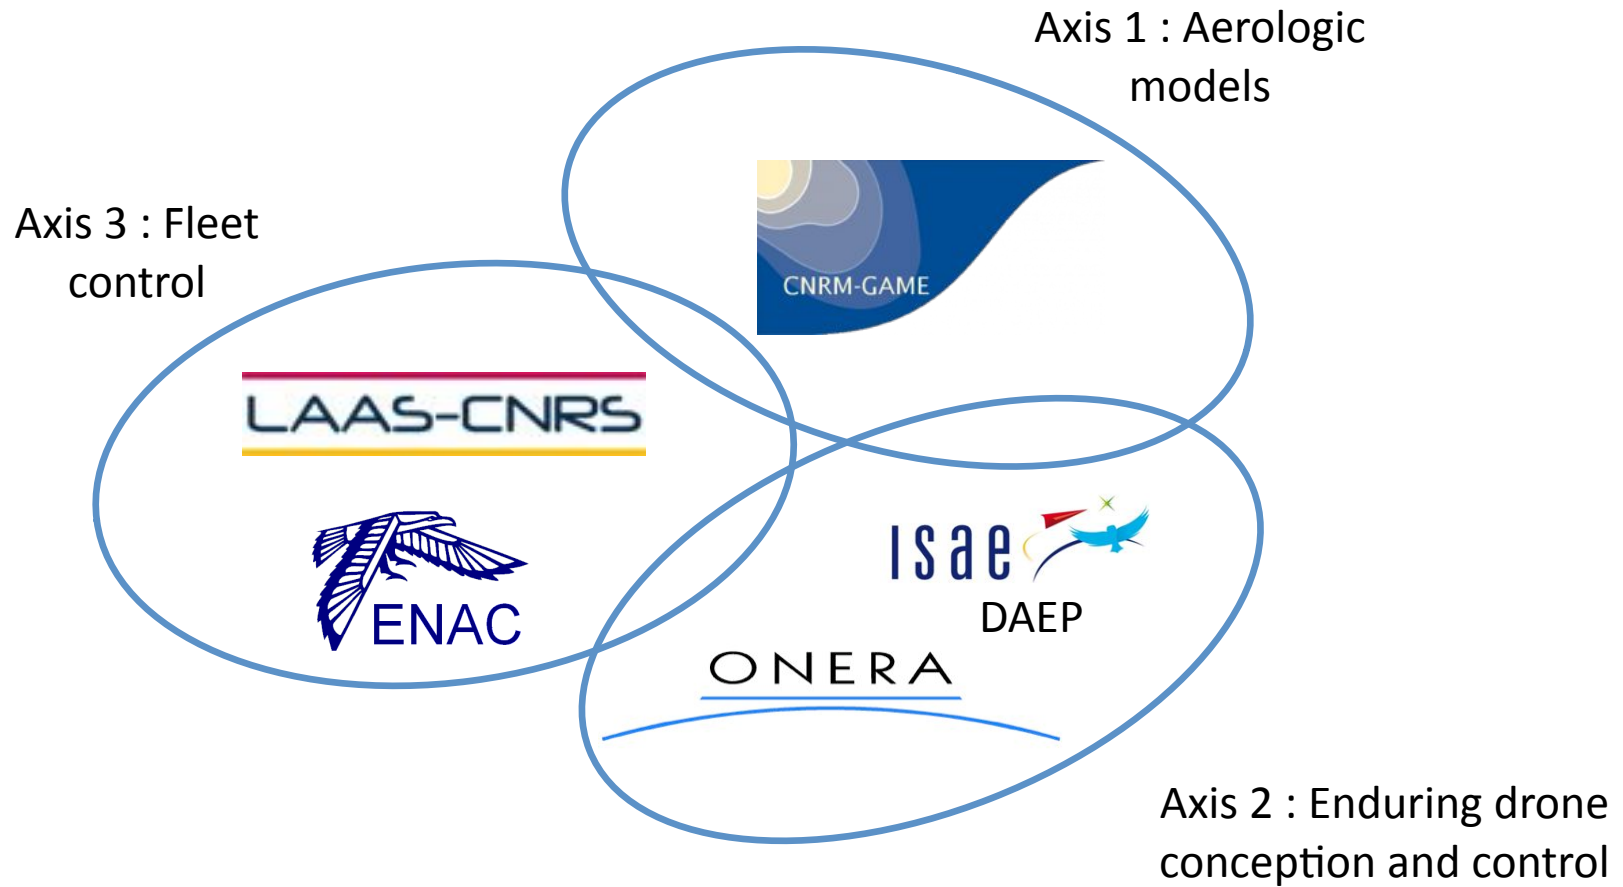 Axis 1 : Aerologic
models
CNRM-GAME
Axis 3 : Fleet
control
LAAS-CNRS
ENAC
isae
DAEP
ONERA
Axis 2 : Enduring drone
conception and control